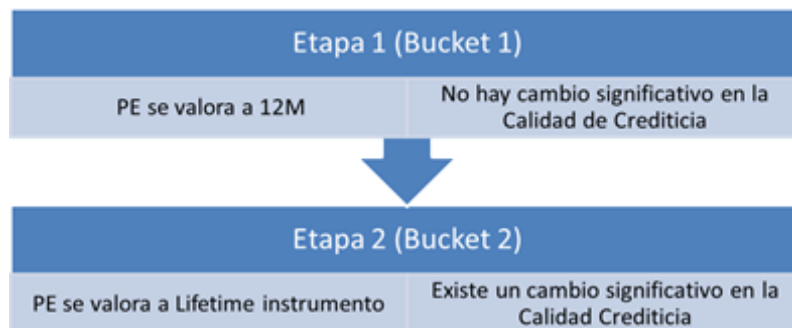 Etapa 1 (Bucket 1)
PE se valora a 12M
No hay cambio significativo en la
Calidad de Crediticia
Etapa 2 (Bucket 2)
PE se valora a Lifetime instrumento
Existe un cambio significativo en la
Calidad Crediticia